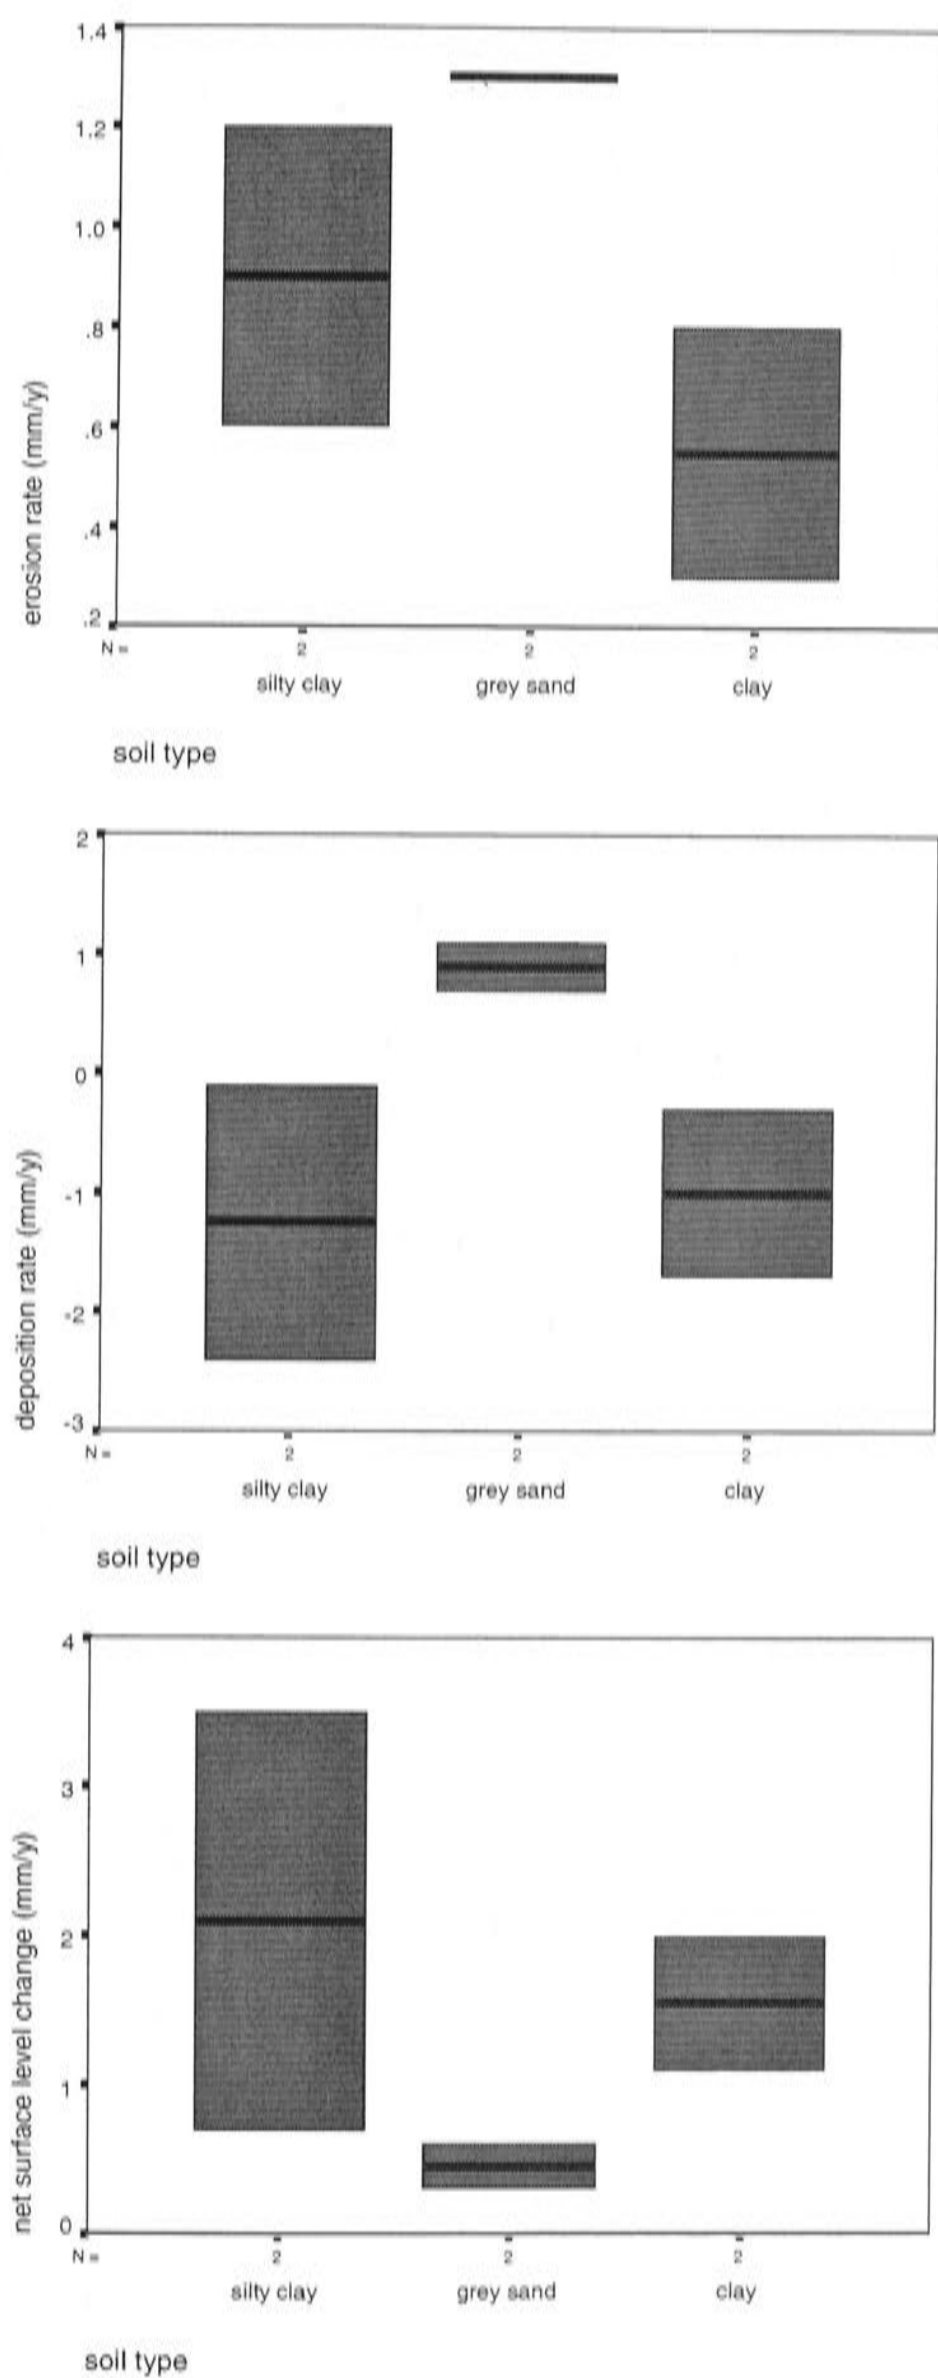 1.4
1.2
1.0
.8
.6
.4
.2
erosion rate (mm/y)
N = 2 2 2
silty clay grey sand clay
soil type
2
1
0
-1
-2
-3
deposition rate (mm/y)
N = 2 2 2
silty clay grey sand clay
soil type
4
3
2
1
0
net surface level change (mm/y)
N = 2 2 2
silty clay grey sand clay
soil type